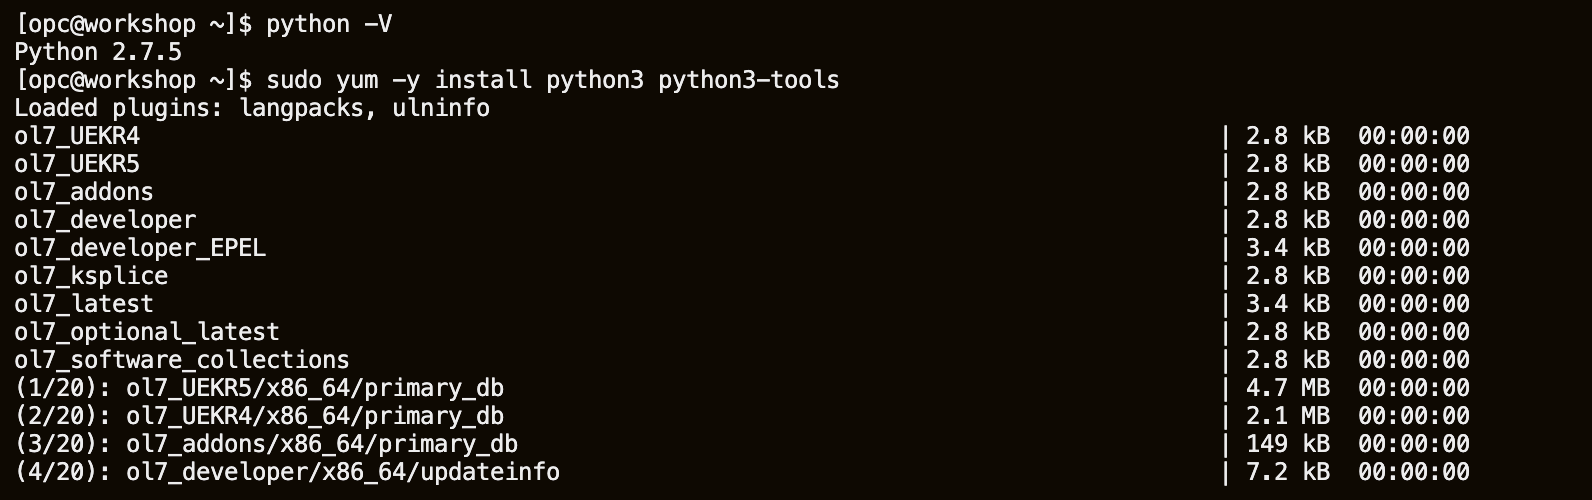 [opc@workshop ~]$ python -V
Python 2.7.5
[opc@workshop ~]$ sudo yum -y install python3 python3-tools
Loaded plugins: langpacks, ulninfo
ol7_UEKR4 | 2.8 kB 00:00:00
ol7_UEKR5 | 2.8 kB 00:00:00
ol7_addons | 2.8 kB 00:00:00
ol7_developer | 2.8 kB 00:00:00
ol7_developer_EPEL | 3.4 kB 00:00:00
ol7_ksplice | 2.8 kB 00:00:00
ol7_latest | 3.4 kB 00:00:00
ol7_optional_latest | 2.8 kB 00:00:00
ol7_software_collections | 2.8 kB 00:00:00
(1/20): ol7_UEKR5/x86_64/primary_db | 4.7 MB 00:00:00
(2/20): ol7_UEKR4/x86_64/primary_db | 2.1 MB 00:00:00
(3/20): ol7_addons/x86_64/primary_db | 149 kB 00:00:00
(4/20): ol7_developer/x86_64/updateinfo | 7.2 kB 00:00:00